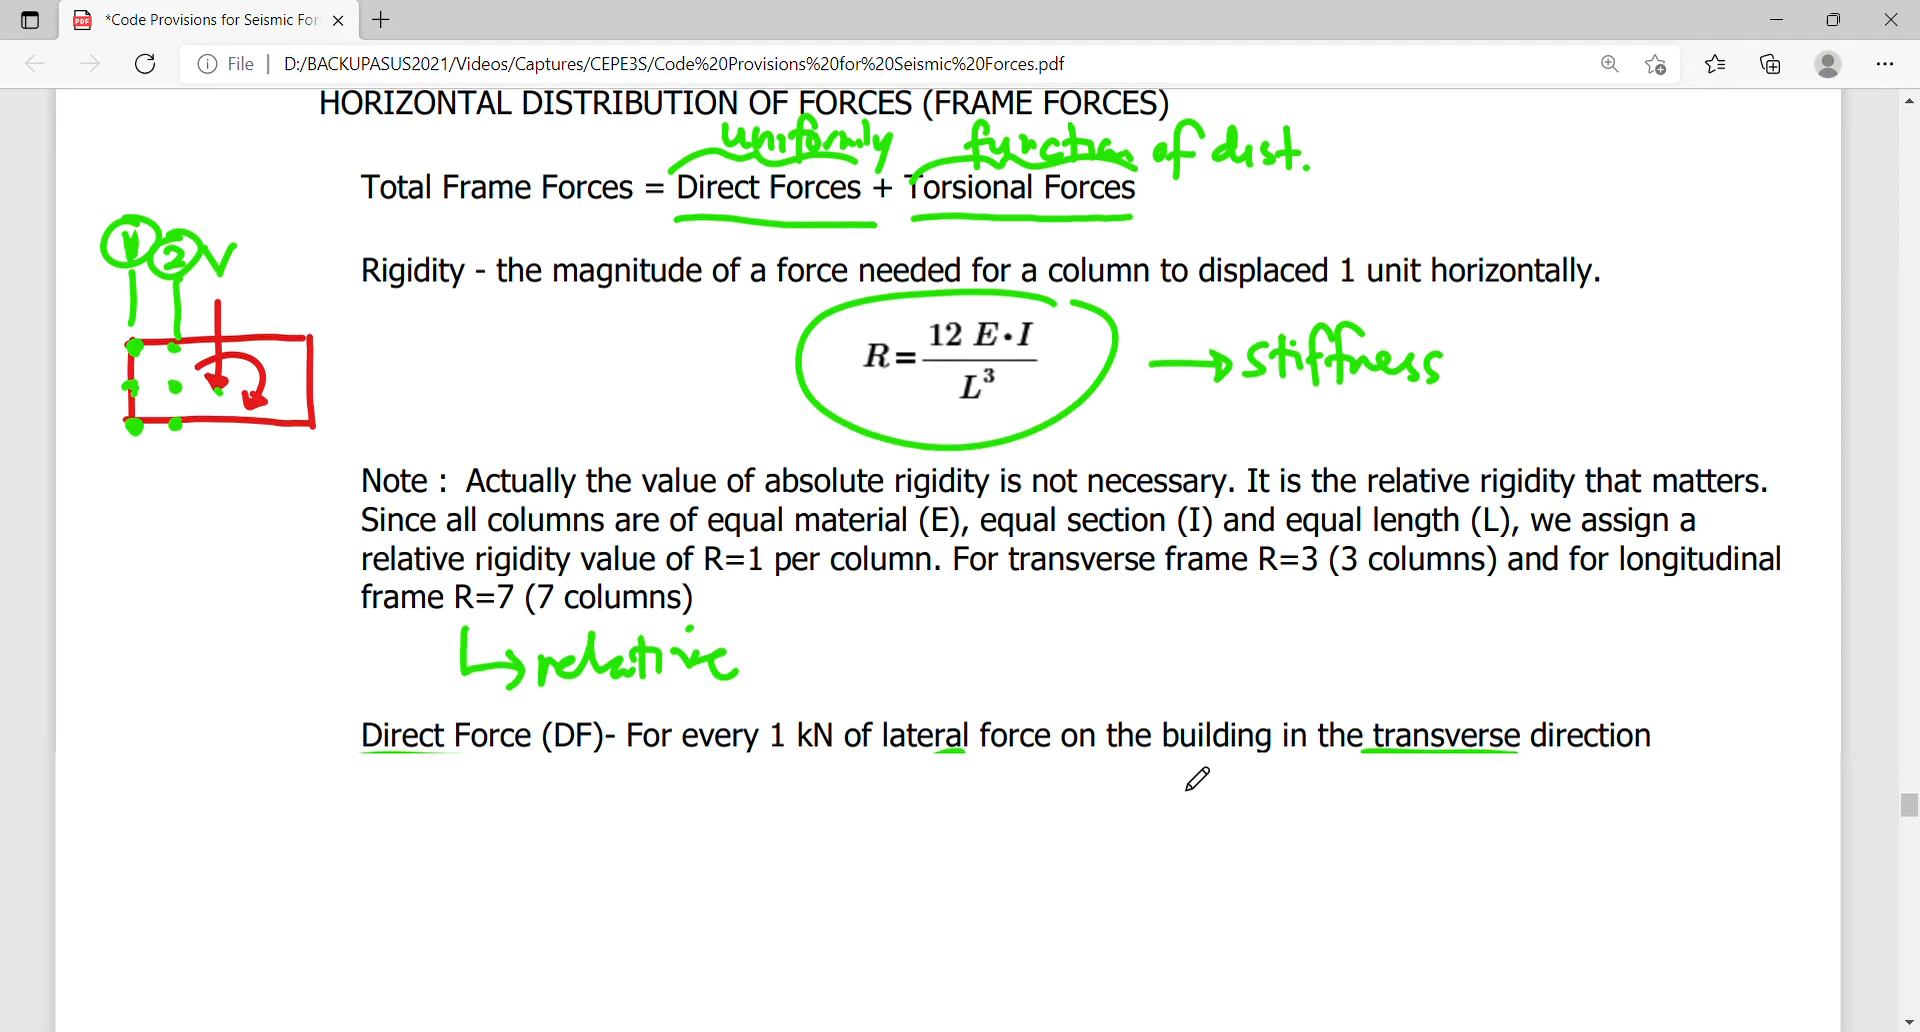 *Code Provisions for Seismic For
File | D:/BACKUPASUS2021/Videos/Captures/CEPE3S/Code%20Provisions%20for%20Seismic%20Forces.pdf
HORIZONTAL DISTRIBUTION OF FORCES (FRAME FORCES)
uniformly function of dist.
Total Frame Forces = Direct Forces + Torsional Forces
1 2 V
Rigidity - the magnitude of a force needed for a column to displaced 1 unit horizontally.
R = 12 E·I / L³ → stiffness
Note : Actually the value of absolute rigidity is not necessary. It is the relative rigidity that matters.
Since all columns are of equal material (E), equal section (I) and equal length (L), we assign a
relative rigidity value of R=1 per column. For transverse frame R=3 (3 columns) and for longitudinal
frame R=7 (7 columns)
relative
Direct Force (DF)- For every 1 kN of lateral force on the building in the transverse direction